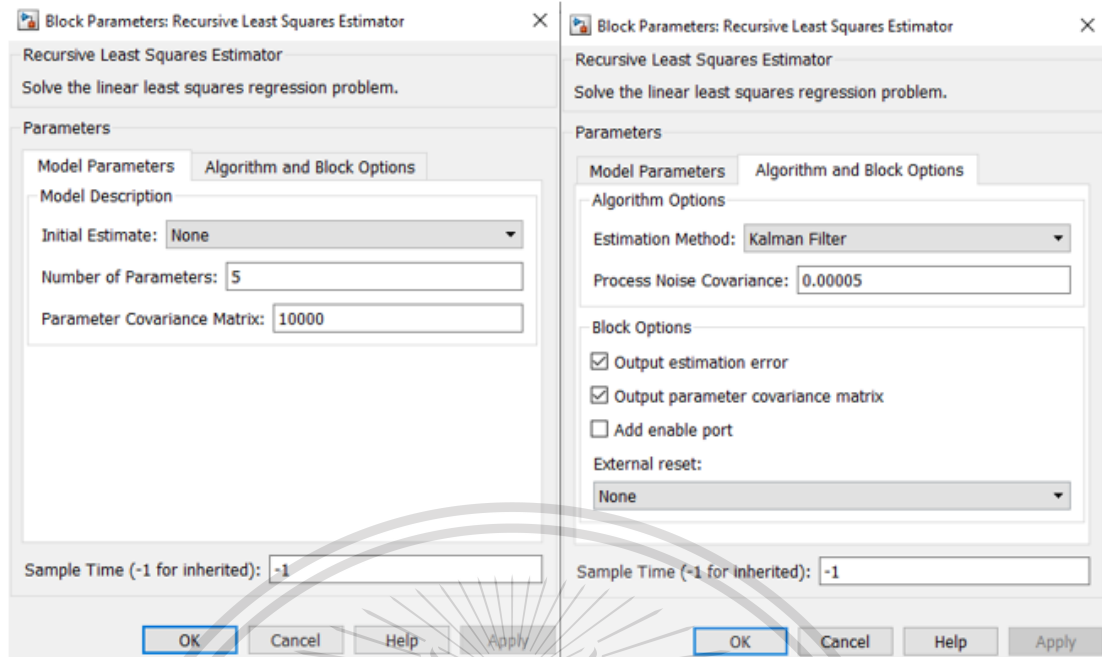 Block Parameters: Recursive Least Squares Estimator
Recursive Least Squares Estimator
Solve the linear least squares regression problem.
Parameters
Model Parameters
Algorithm and Block Options
Model Description
Initial Estimate: None
Number of Parameters: 5
Parameter Covariance Matrix: 10000
Sample Time (-1 for inherited): -1
OK Cancel Help Apply
Block Parameters: Recursive Least Squares Estimator
Recursive Least Squares Estimator
Solve the linear least squares regression problem.
Parameters
Model Parameters
Algorithm and Block Options
Algorithm Options
Estimation Method: Kalman Filter
Process Noise Covariance: 0.00005
Block Options
Output estimation error
Output parameter covariance matrix
Add enable port
External reset:
None
Sample Time (-1 for inherited): -1
OK Cancel Help Apply